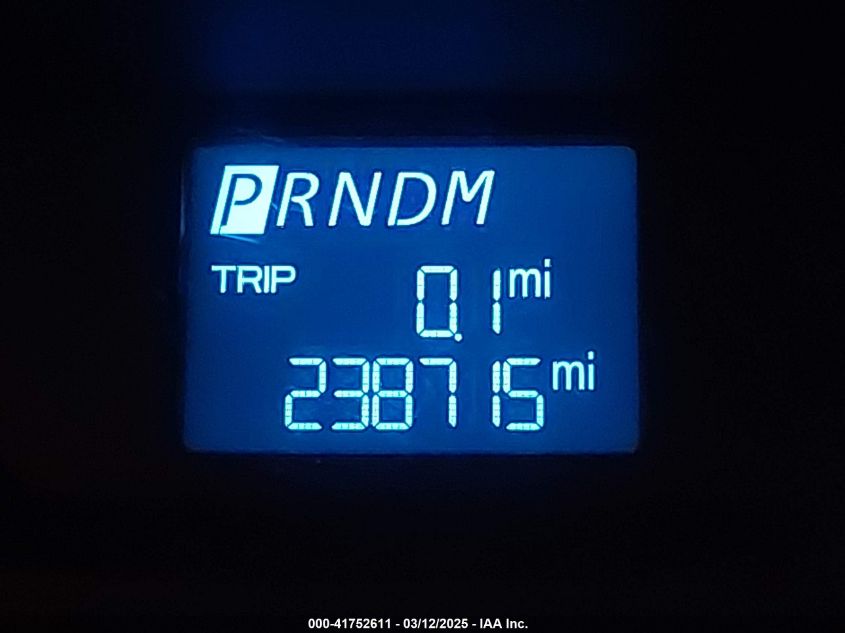 PRNDM
TRIP 0.1 mi
238715 mi
000-41752611 - 03/12/2025 - IAA Inc.